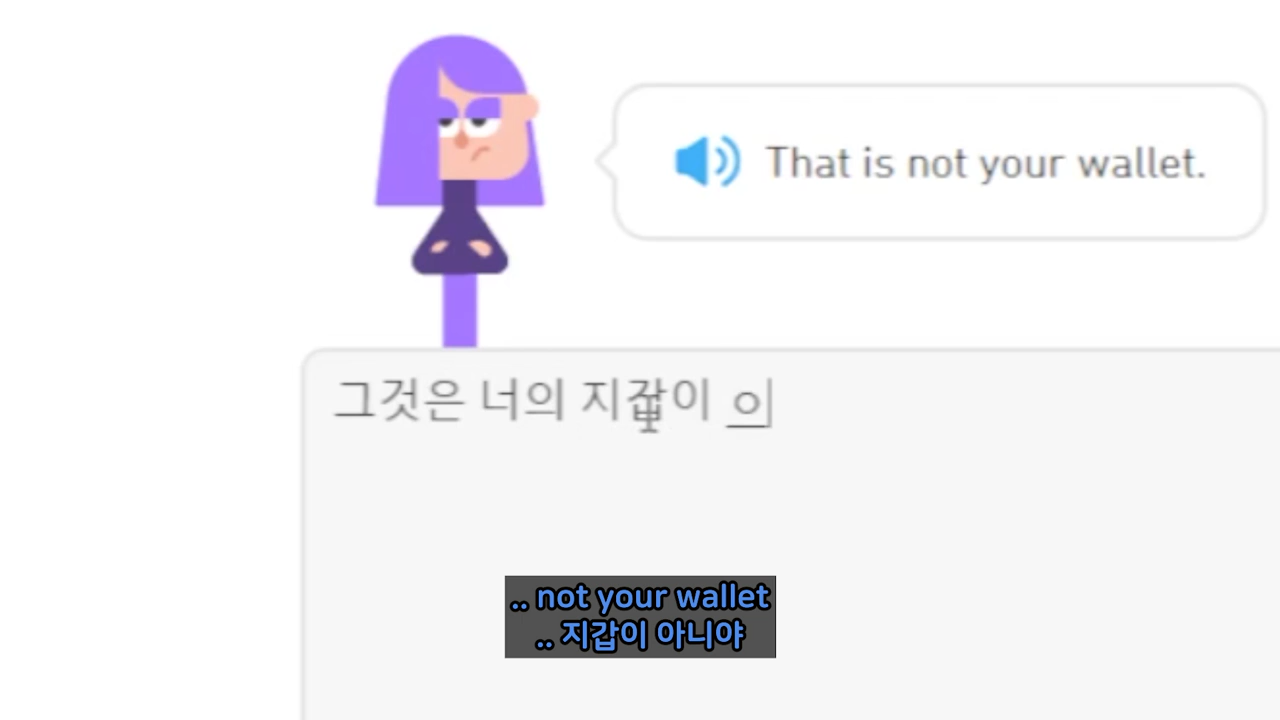 That is not your wallet.
그것은 너의 지갑이 ㅇ
.. not your wallet
.. 지갑이 아니야